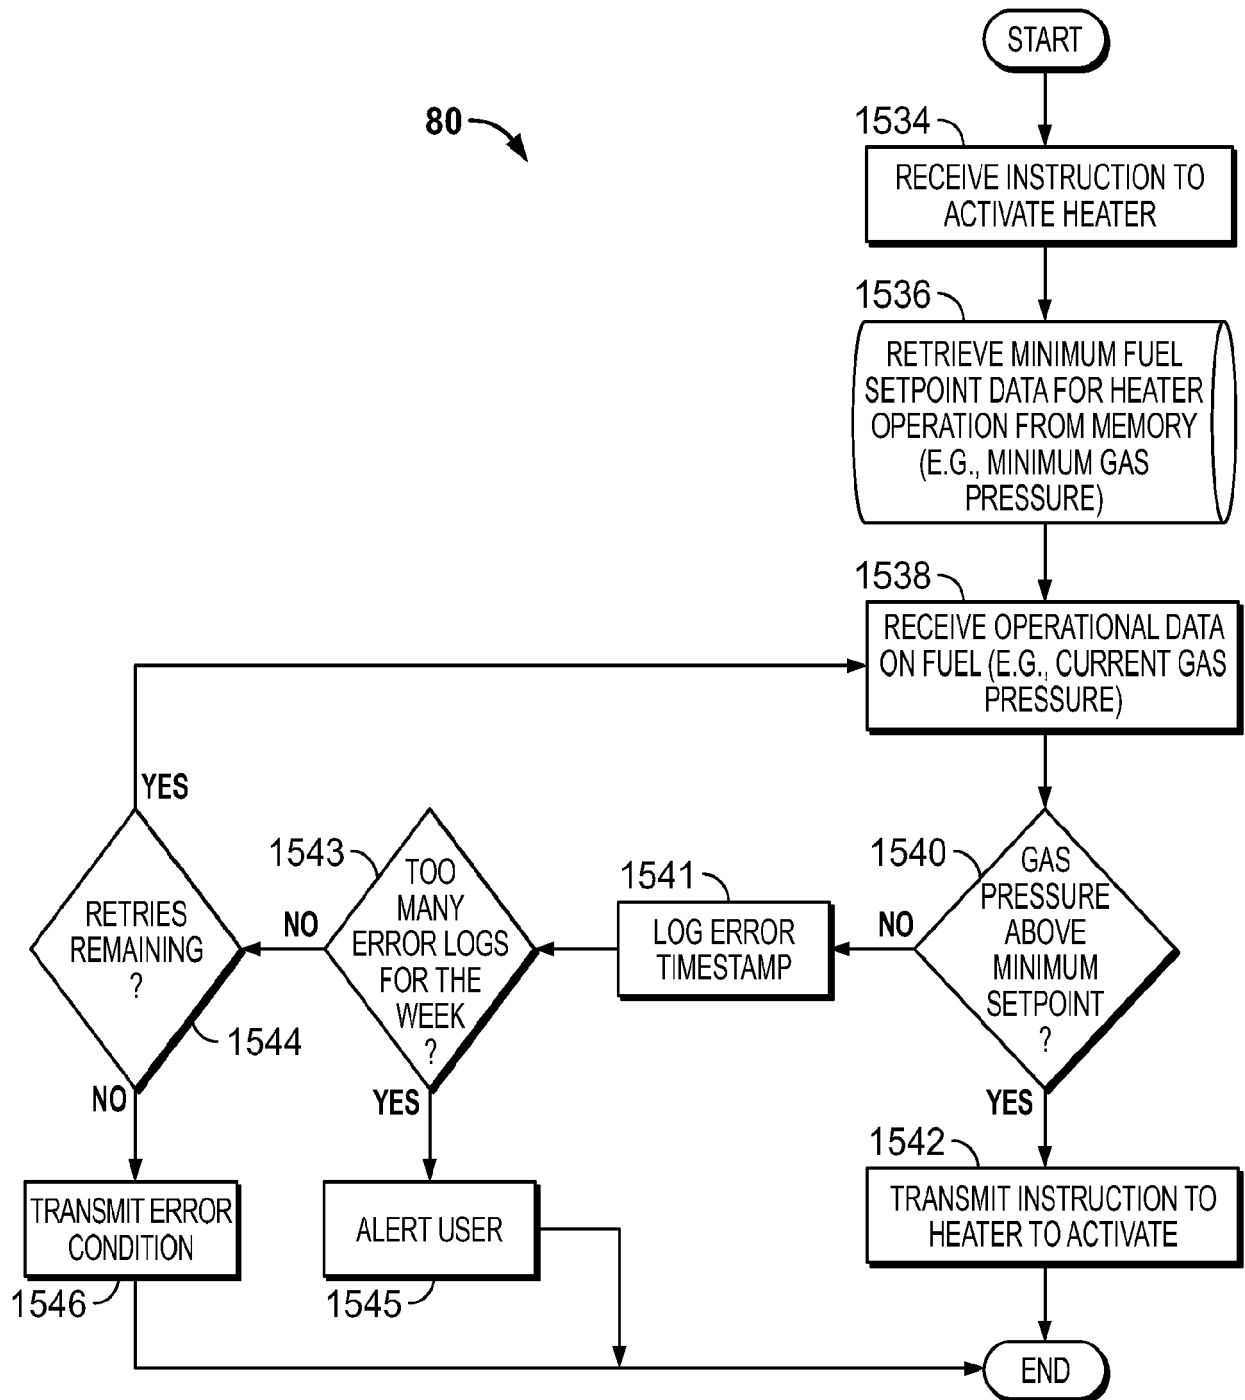 START
80
1534
RECEIVE INSTRUCTION TO
ACTIVATE HEATER
1536
RETRIEVE MINIMUM FUEL
SETPOINT DATA FOR HEATER
OPERATION FROM MEMORY
(E.G., MINIMUM GAS
PRESSURE)
1538
RECEIVE OPERATIONAL DATA
ON FUEL (E.G., CURRENT GAS
PRESSURE)
1540
GAS
PRESSURE
ABOVE
MINIMUM
SETPOINT
?
NO
YES
1541
LOG ERROR
TIMESTAMP
1543
TOO
MANY
ERROR LOGS
FOR THE
WEEK
?
NO
YES
YES
RETRIES
REMAINING
?
1544
NO
TRANSMIT ERROR
CONDITION
1546
ALERT USER
1545
1542
TRANSMIT INSTRUCTION TO
HEATER TO ACTIVATE
END